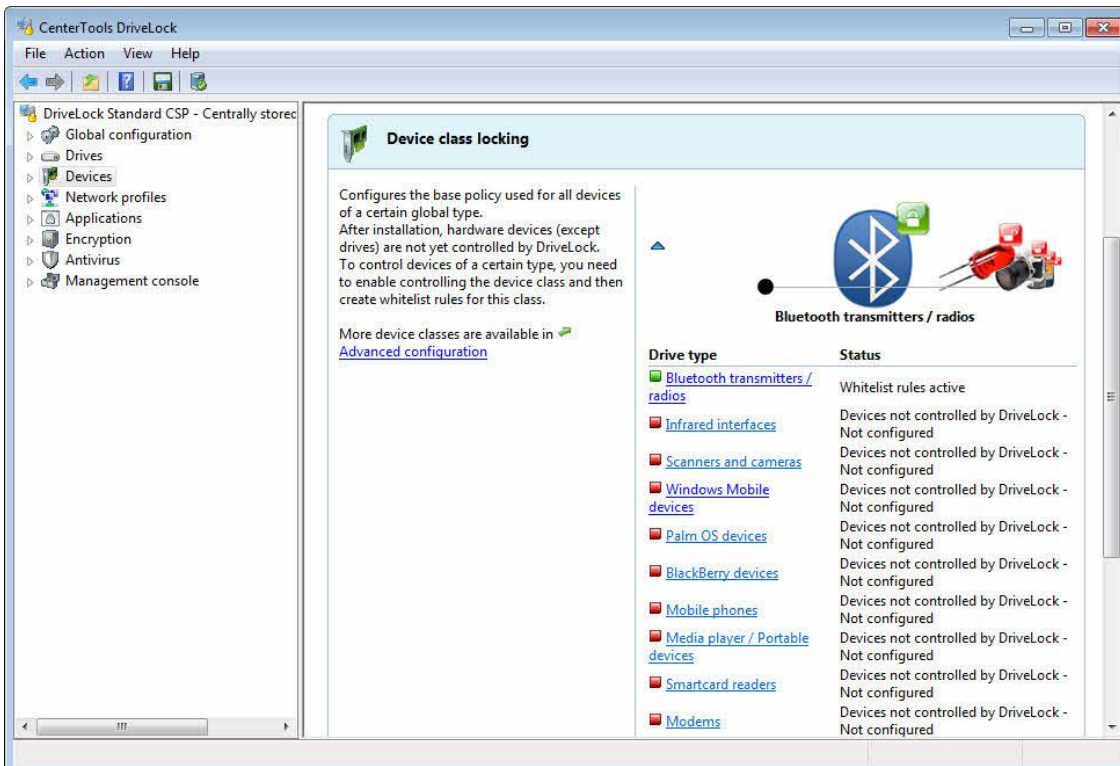 CenterTools DriveLock
File Action View Help
DriveLock Standard CSP - Centrally storec
Global configuration
Drives
Devices
Network profiles
Applications
Encryption
Antivirus
Management console
Device class locking
Configures the base policy used for all devices
of a certain global type.
After installation, hardware devices (except
drives) are not yet controlled by DriveLock.
To control devices of a certain type, you need
to enable controlling the device class and then
create whitelist rules for this class.
More device classes are available in
Advanced configuration
Bluetooth transmitters / radios
Drive type Status
Bluetooth transmitters /
radios
Whitelist rules active
Infrared interfaces
Devices not controlled by DriveLock -
Not configured
Scanners and cameras
Devices not controlled by DriveLock -
Not configured
Windows Mobile
devices
Devices not controlled by DriveLock -
Not configured
Palm OS devices
Devices not controlled by DriveLock -
Not configured
BlackBerry devices
Devices not controlled by DriveLock -
Not configured
Mobile phones
Devices not controlled by DriveLock -
Not configured
Media player / Portable
devices
Devices not controlled by DriveLock -
Not configured
Smartcard readers
Devices not controlled by DriveLock -
Not configured
Modems
Devices not controlled by DriveLock -
Not configured